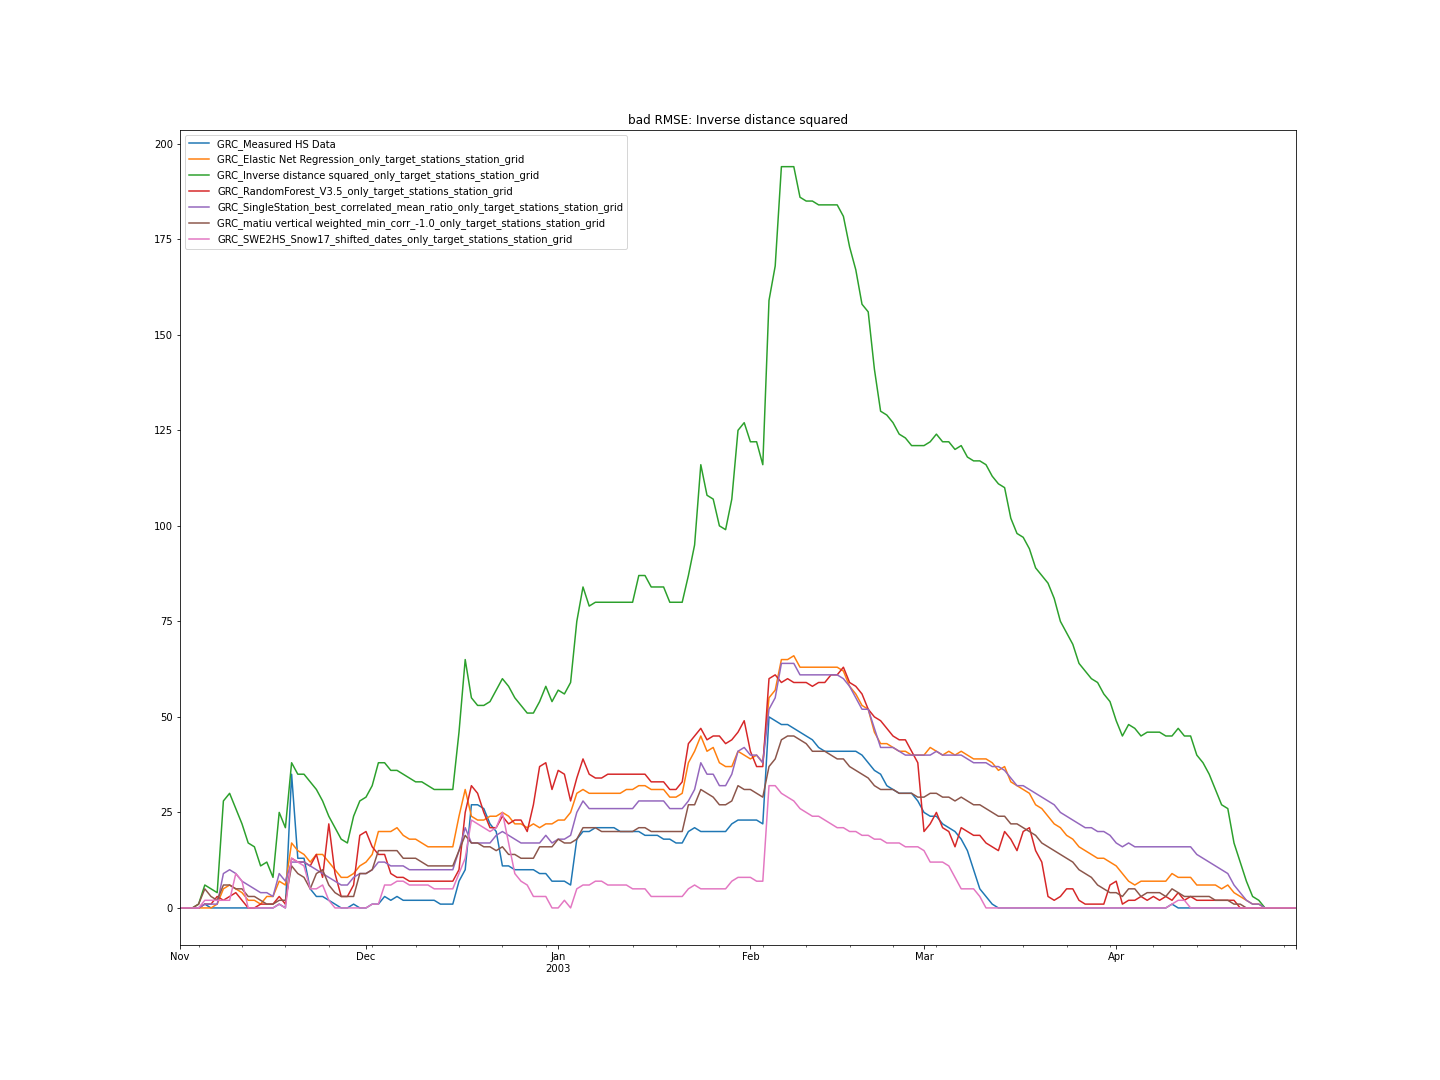 bad RMSE: Inverse distance squared
200
175
150
125
100
75
50
25
0
GRC_Measured HS Data
GRC_Elastic Net Regression_only_target_stations_station_grid
GRC_Inverse distance squared_only_target_stations_station_grid
GRC_RandomForest_V3.5_only_target_stations_station_grid
GRC_SingleStation_best_correlated_mean_ratio_only_target_stations_station_grid
GRC_matiu vertical weighted_min_corr_-1.0_only_target_stations_station_grid
GRC_SWE2HS_Snow17_shifted_dates_only_target_stations_station_grid
Nov Dec Jan Feb Mar Apr
2003